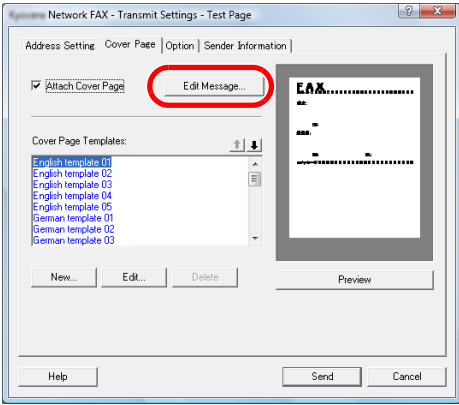 Network FAX - Transmit Settings - Test Page
Address Setting Cover Page Option Sender Information
Attach Cover Page
Edit Message...
FAX
Cover Page Templates:
English template 01
English template 02
English template 03
English template 04
English template 05
German template 01
German template 02
German template 03
New... Edit... Delete
Preview
Help
Send Cancel